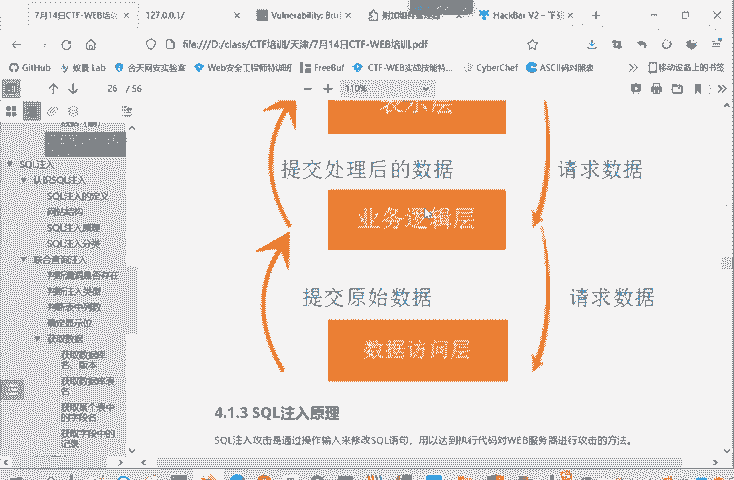 7月14日CTF-WEB培
127.0.0.1/
Vulnerability: Bru
附加组件管理器
HackBar V2 - 下
file:///D:/class/CTF培训/天津/7月14日CTF-WEB培训.pdf
GitHub
蚁景 Lab
合天网安实验室
Web安全工程师特训班
FreeBuf
CTF-WEB实战技能特...
CyberChef
ASCII码对照表
移动设备上的书签
26 / 56
110%
SQL注入
认识SQL注入
SQL注入的定义
网站结构
SQL注入原理
SQL注入分类
联合查询注入
判断漏洞是否存在
判断注入类型
判断表中列数
确定显示位
获取数据
获取数据库
名、版本
获取数据库表
名
获取某个表中
的字段名
获取字段中的
记录
表示层
提交处理后的数据
请求数据
业务逻辑层
提交原始数据
请求数据
数据访问层
4.1.3 SQL注入原理
SQL注入攻击是通过操作输入来修改SQL语句，用以达到执行代码对WEB服务器进行攻击的方法。